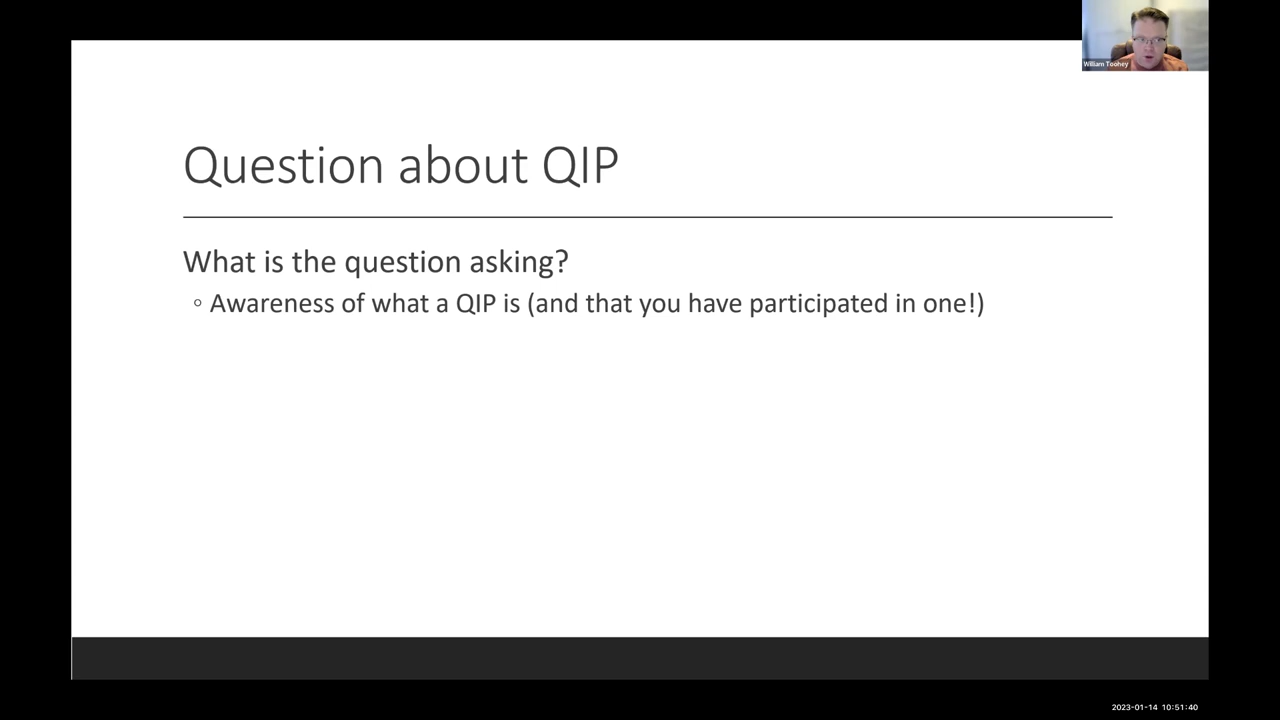 William Toohey
Question about QIP
What is the question asking?
◦ Awareness of what a QIP is (and that you have participated in one!)
2023-01-14 10:51:40